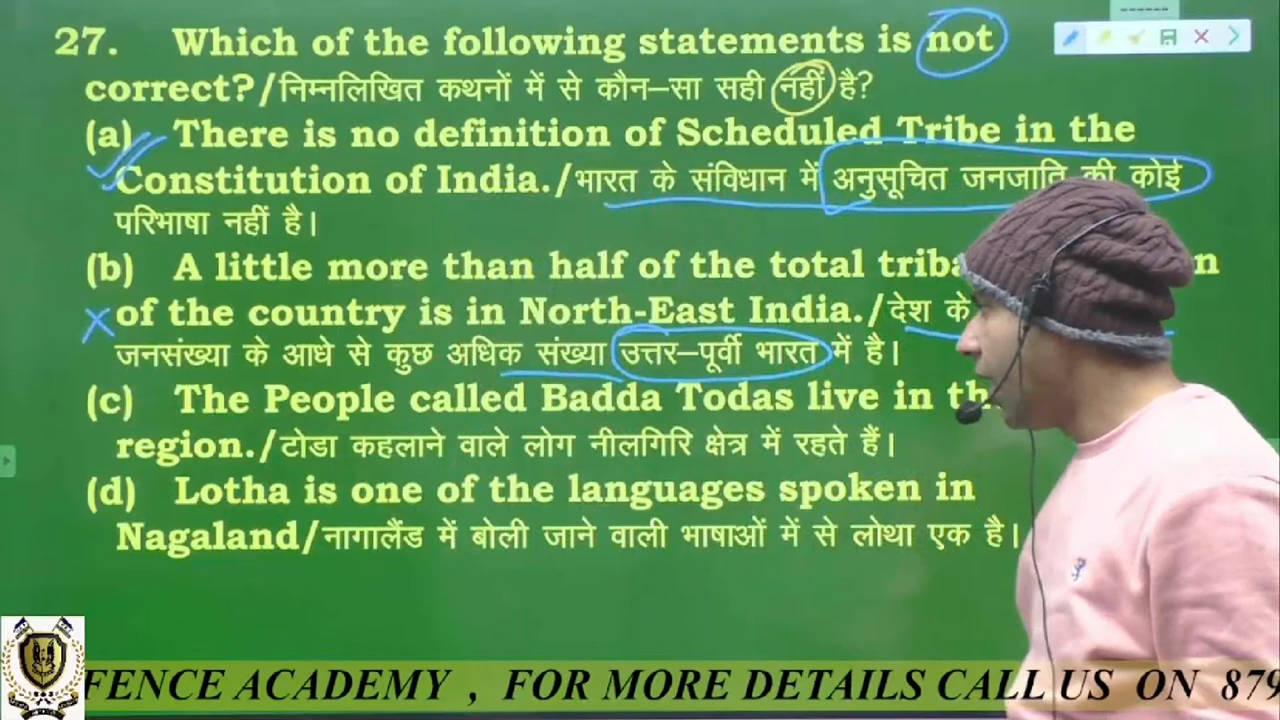 27. Which of the following statements is not
correct?/निम्नलिखित कथनों में से कौन–सा सही नहीं है?
(a) There is no definition of Scheduled Tribe in the
Constitution of India./भारत के संविधान में अनुसूचित जनजाति की कोई
परिभाषा नहीं है।
(b) A little more than half of the total
of the country is in North-East India./देश के
जनसंख्या के आधे से कुछ अधिक संख्या उत्तर–पूर्वी भारत में है।
(c) The People called Badda Todas live in
region./टोडा कहलाने वाले लोग नीलगिरि क्षेत्र में रहते हैं।
(d) Lotha is one of the languages spoken in
Nagaland/नागालैंड में बोली जाने वाली भाषाओं में से लोथा एक है।
FENCE ACADEMY , FOR MORE DETAILS CALL US ON 879